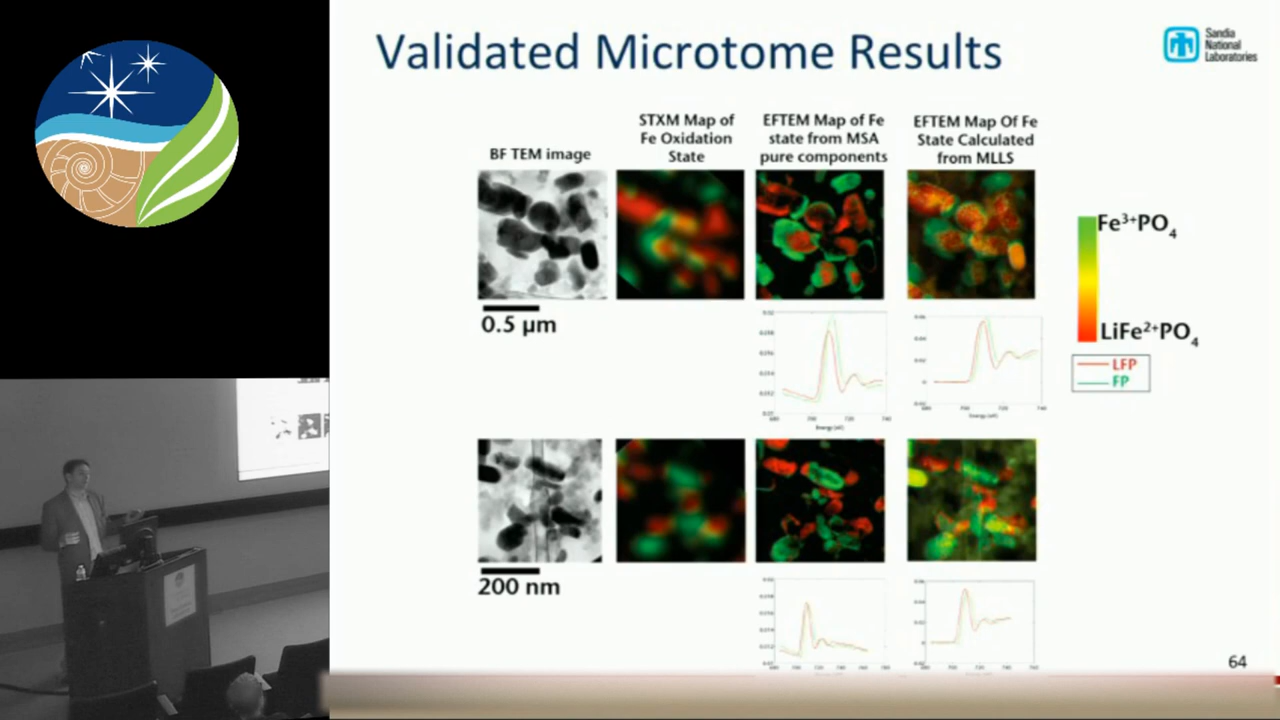 Validated Microtome Results
Sandia
National
Laboratories
BF TEM image
STXM Map of
Fe Oxidation
State
EFTEM Map of Fe
state from MSA
pure components
EFTEM Map Of Fe
State Calculated
from MLLS
Fe³⁺PO₄
LiFe²⁺PO₄
LFP
FP
0.5 µm
Energy (eV)
200 nm
64